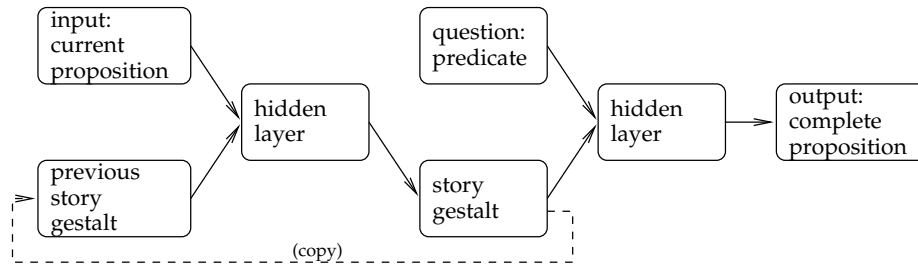 input:
current
proposition
question:
predicate
hidden
layer
hidden
layer
output:
complete
proposition
previous
story
gestalt
story
gestalt
(copy)